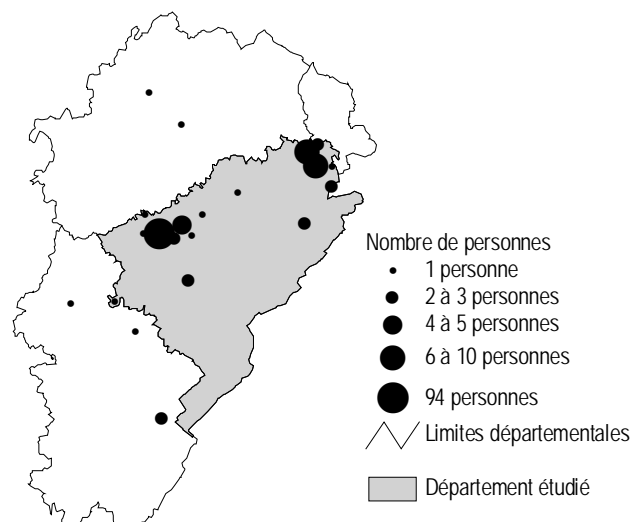 Nombre de personnes
1 personne
2 à 3 personnes
4 à 5 personnes
6 à 10 personnes
94 personnes
Limites départementales
Département étudié